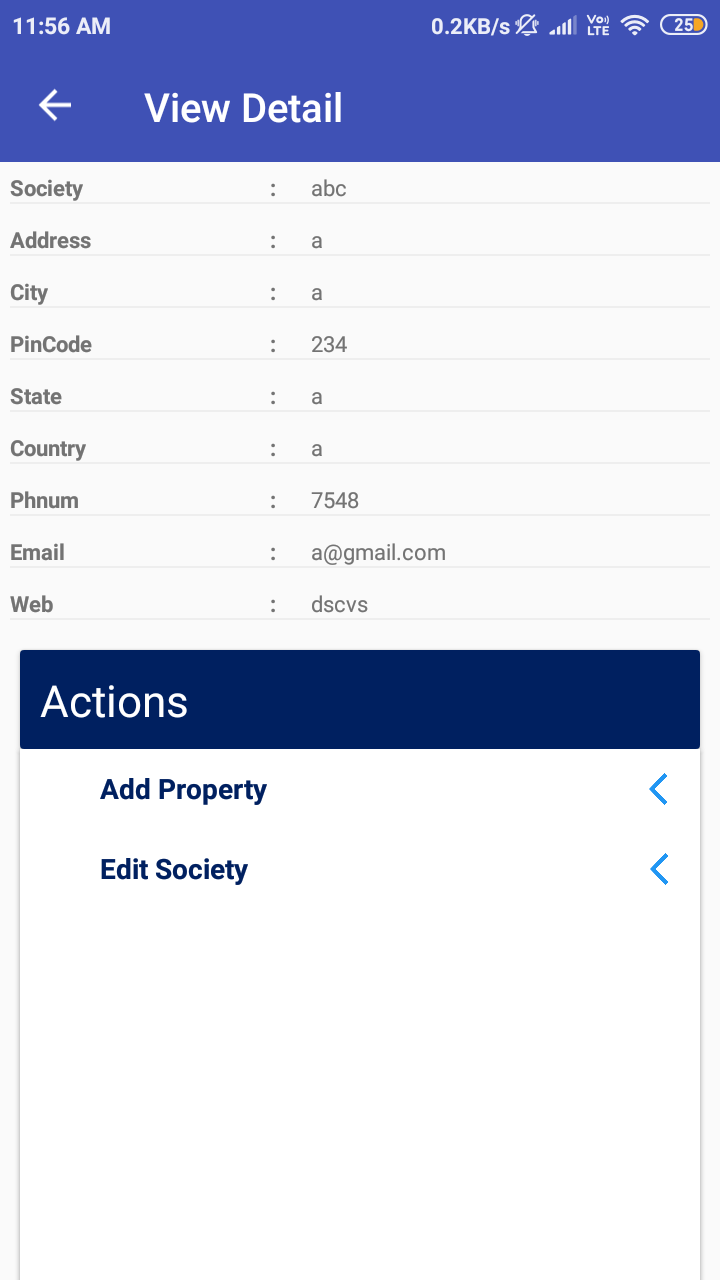 11:56 AM 0.2KB/s Vo LTE 25
View Detail
Society : abc
Address : a
City : a
PinCode : 234
State : a
Country : a
Phnum : 7548
Email : a@gmail.com
Web : dscvs
Actions
Add Property
Edit Society